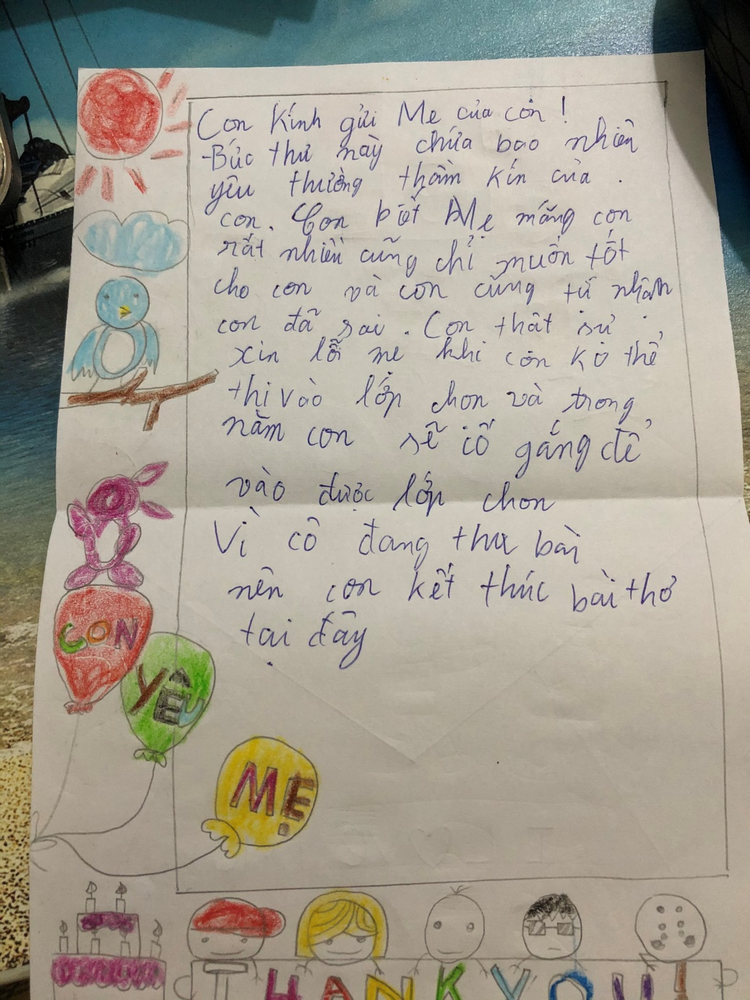 Con Kính gửi Mẹ của con !
-Bức thư này chứa bao nhiên
yêu thường thầm kín của .
con. Con biết Mẹ mắng con
rất nhiều cũng chỉ muốn tốt
cho con và con cũng tự nhận
con đã sai. Con thật sự
xin lỗi mẹ khi con ko thể
thi vào lớp chọn và trong
năm con sẽ cố gắng để
vào được lớp chọn
Vì cô đang thu bài
nên con kết thúc bài thơ
tại đây
CON
YÊU
MẸ
THANK YOU!